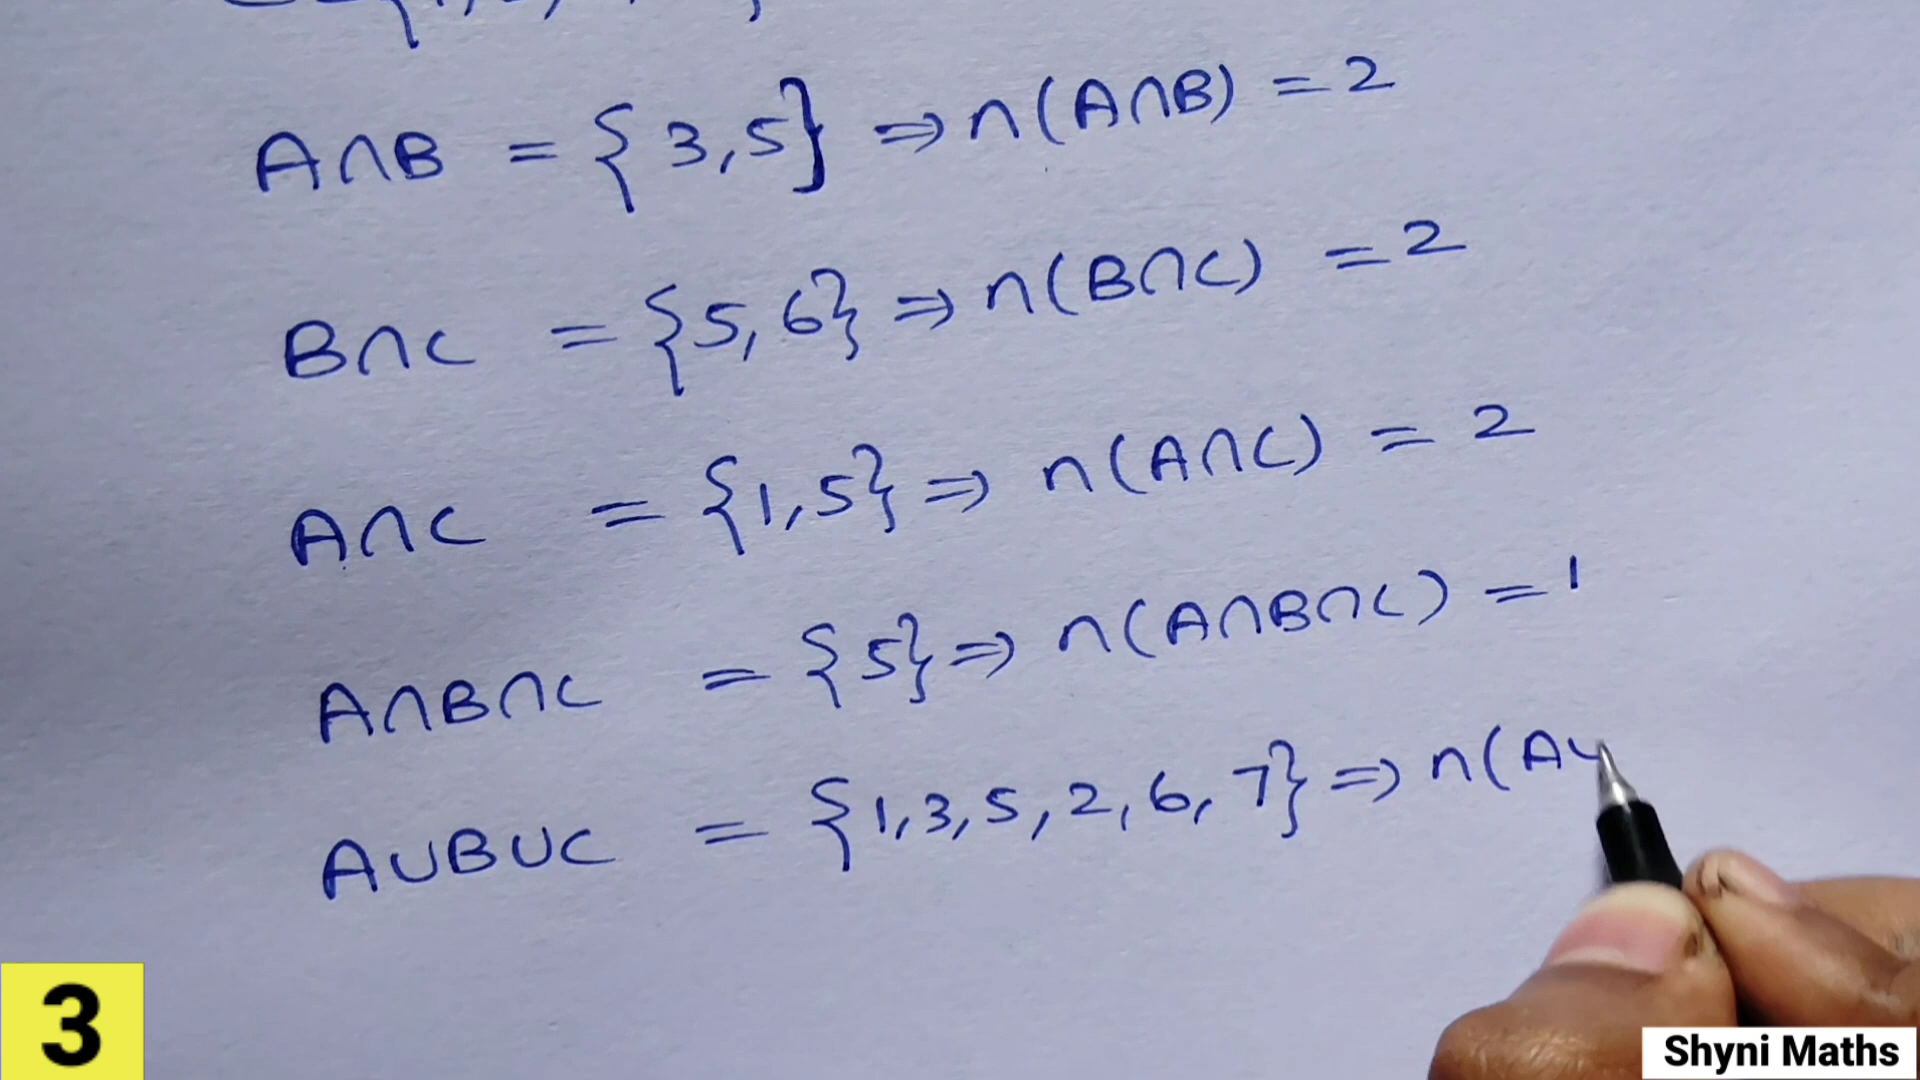 A∩B = {3,5} ⇒ n(A∩B) = 2
B∩C = {5,6} ⇒ n(B∩C) = 2
A∩C = {1,5} ⇒ n(A∩C) = 2
A∩B∩C = {5} ⇒ n(A∩B∩C) = 1
A∪B∪C = {1,3,5,2,6,7} ⇒ n(A∪
3
Shyni Maths